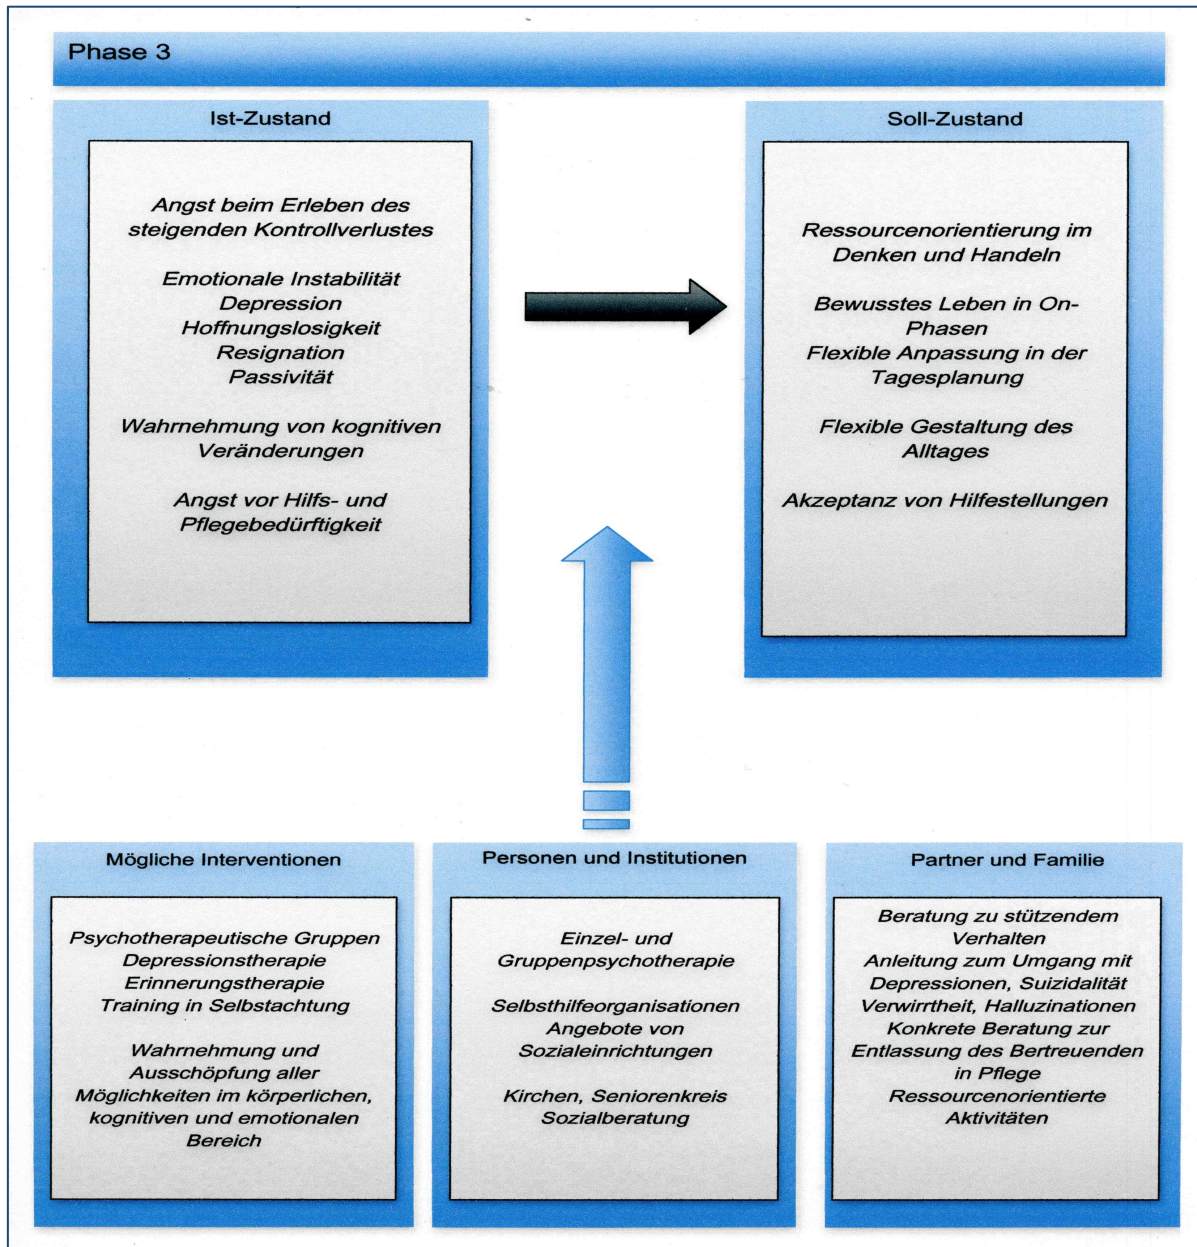 Phase 3
Ist-Zustand
Angst beim Erleben des
steigenden Kontrollverlustes
Emotionale Instabilität
Depression
Hoffnungslosigkeit
Resignation
Passivität
Wahrnehmung von kognitiven
Veränderungen
Angst vor Hilfs- und
Pflegebedürftigkeit
Soll-Zustand
Ressourcenorientierung im
Denken und Handeln
Bewusstes Leben in On-
Phasen
Flexible Anpassung in der
Tagesplanung
Flexible Gestaltung des
Alltages
Akzeptanz von Hilfestellungen
Mögliche Interventionen
Psychotherapeutische Gruppen
Depressionstherapie
Erinnerungstherapie
Training in Selbstachtung
Wahrnehmung und
Ausschöpfung aller
Möglichkeiten im körperlichen,
kognitiven und emotionalen
Bereich
Personen und Institutionen
Einzel- und
Gruppenpsychotherapie
Selbsthilfeorganisationen
Angebote von
Sozialeinrichtungen
Kirchen, Seniorenkreis
Sozialberatung
Partner und Familie
Beratung zu stützendem
Verhalten
Anleitung zum Umgang mit
Depressionen, Suizidalität
Verwirrtheit, Halluzinationen
Konkrete Beratung zur
Entlassung des Bertreuenden
in Pflege
Ressourcenorientierte
Aktivitäten